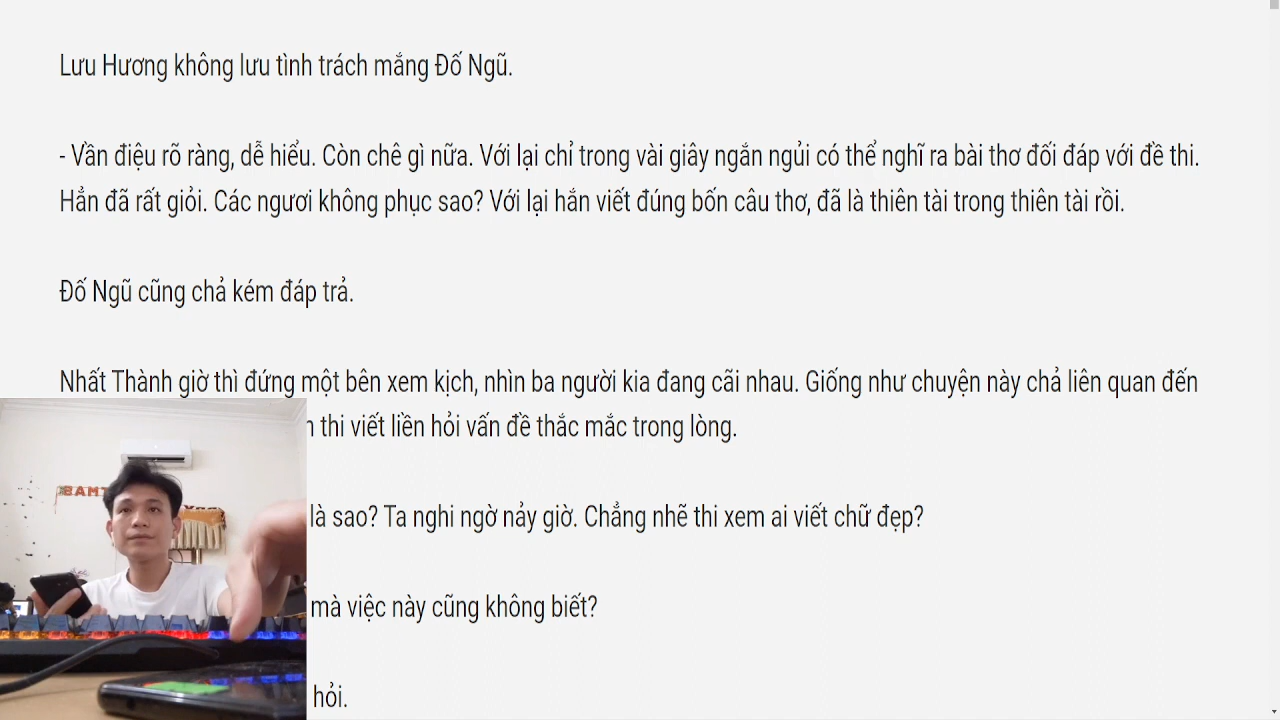 Lưu Hương không lưu tình trách mắng Đố Ngũ.
- Vần điệu rõ ràng, dễ hiểu. Còn chê gì nữa. Với lại chỉ trong vài giây ngắn ngủi có thể nghĩ ra bài thơ đối đáp với đề thi.
Hắn đã rất giỏi. Các ngươi không phục sao? Với lại hắn viết đúng bốn câu thơ, đã là thiên tài trong thiên tài rồi.
Đố Ngũ cũng chả kém đáp trả.
Nhất Thành giờ thì đứng một bên xem kịch, nhìn ba người kia đang cãi nhau. Giống như chuyện này chả liên quan đến
thi viết liền hỏi vấn đề thắc mắc trong lòng.
là sao? Ta nghi ngờ nảy giờ. Chẳng nhẽ thi xem ai viết chữ đẹp?
mà việc này cũng không biết?
hỏi.